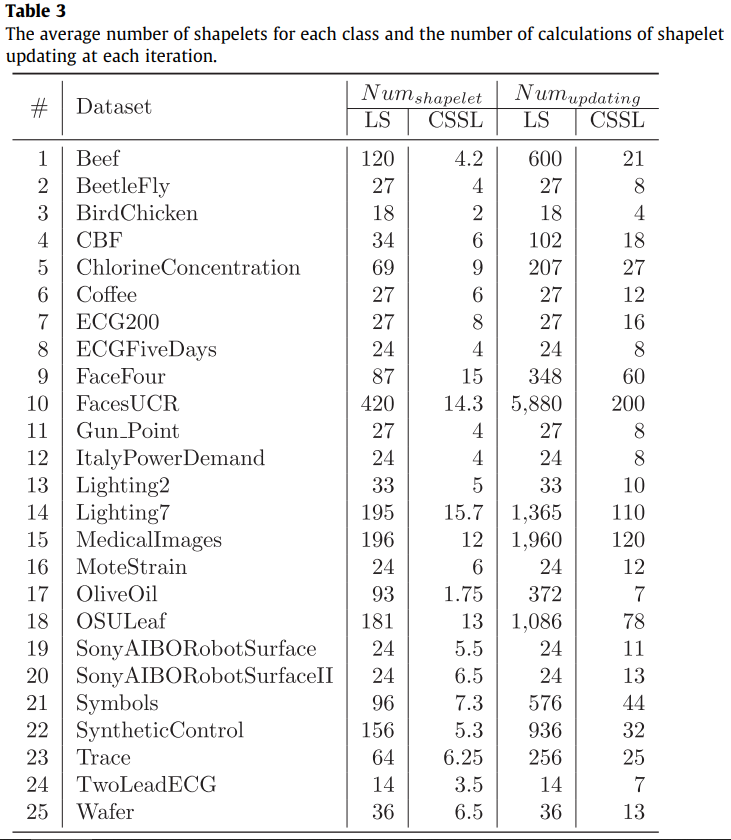 Table 3
The average number of shapelets for each class and the number of calculations of shapelet
updating at each iteration.
# Dataset Num_shapelet Num_updating
LS CSSL LS CSSL
1 Beef 120 4.2 600 21
2 BeetleFly 27 4 27 8
3 BirdChicken 18 2 18 4
4 CBF 34 6 102 18
5 ChlorineConcentration 69 9 207 27
6 Coffee 27 6 27 12
7 ECG200 27 8 27 16
8 ECGFiveDays 24 4 24 8
9 FaceFour 87 15 348 60
10 FacesUCR 420 14.3 5,880 200
11 Gun_Point 27 4 27 8
12 ItalyPowerDemand 24 4 24 8
13 Lighting2 33 5 33 10
14 Lighting7 195 15.7 1,365 110
15 MedicalImages 196 12 1,960 120
16 MoteStrain 24 6 24 12
17 OliveOil 93 1.75 372 7
18 OSULeaf 181 13 1,086 78
19 SonyAIBORobotSurface 24 5.5 24 11
20 SonyAIBORobotSurfaceII 24 6.5 24 13
21 Symbols 96 7.3 576 44
22 SyntheticControl 156 5.3 936 32
23 Trace 64 6.25 256 25
24 TwoLeadECG 14 3.5 14 7
25 Wafer 36 6.5 36 13